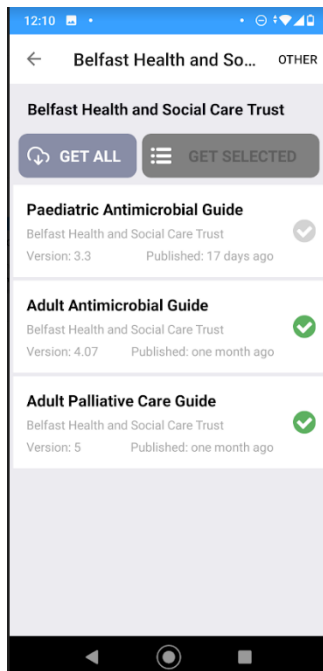 12:10
Belfast Health and So... OTHER
Belfast Health and Social Care Trust
GET ALL GET SELECTED
Paediatric Antimicrobial Guide
Belfast Health and Social Care Trust
Version: 3.3 Published: 17 days ago
Adult Antimicrobial Guide
Belfast Health and Social Care Trust
Version: 4.07 Published: one month ago
Adult Palliative Care Guide
Belfast Health and Social Care Trust
Version: 5 Published: one month ago